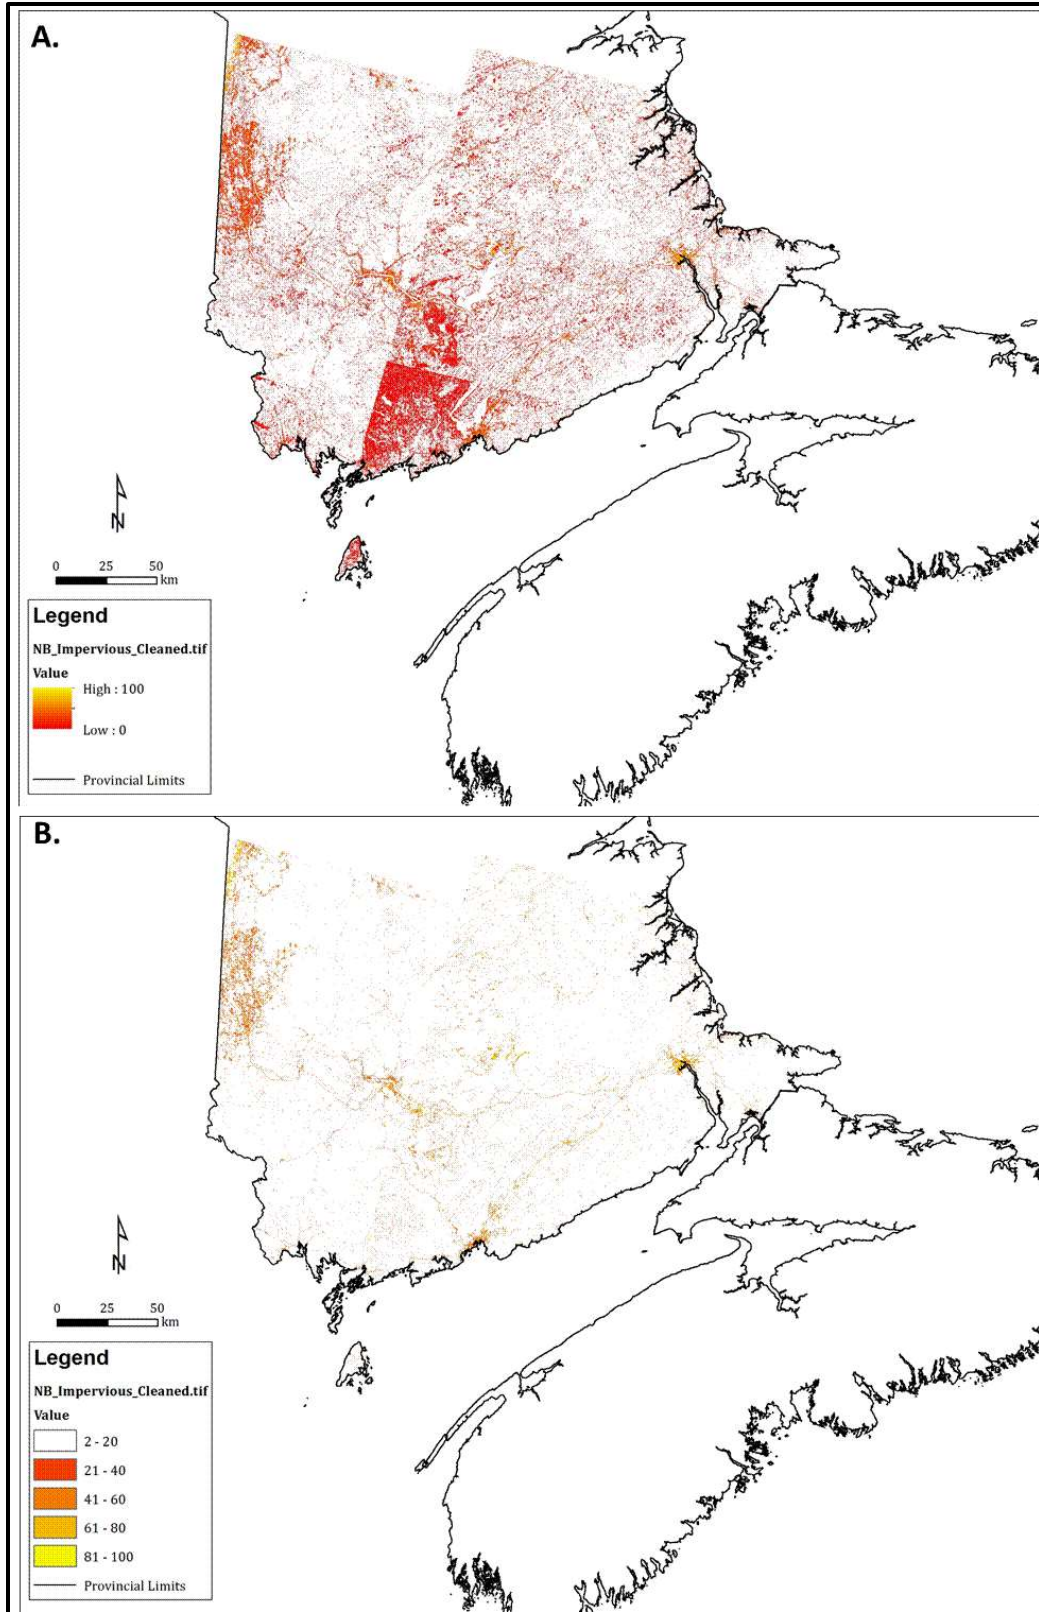 A.
N
0 25 50
km
Legend
NB_Impervious_Cleaned.tif
Value
High : 100
Low : 0
Provincial Limits
B.
N
0 25 50
km
Legend
NB_Impervious_Cleaned.tif
Value
2 - 20
21 - 40
41 - 60
61 - 80
81 - 100
Provincial Limits